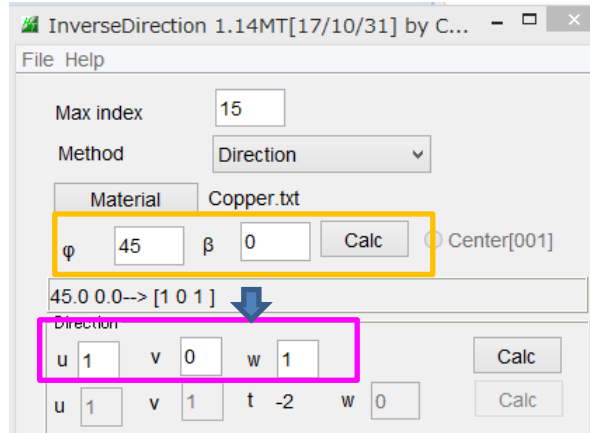 InverseDirection 1.14MT[17/10/31] by C...
File Help
Max index 15
Method Direction
Material Copper.txt
φ 45 β 0 Calc Center[001]
45.0 0.0--> [1 0 1 ]
Direction
u 1 v 0 w 1 Calc
u 1 v 1 t -2 w 0 Calc